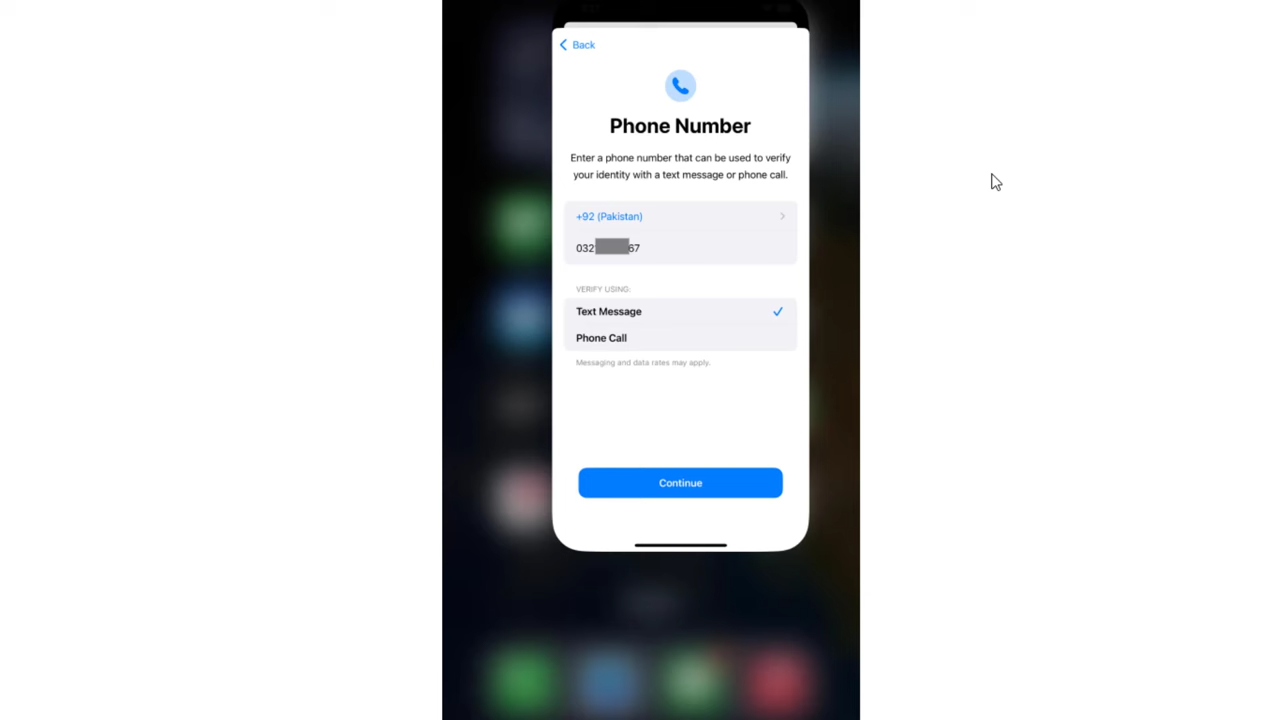 Back
Phone Number
Enter a phone number that can be used to verify
your identity with a text message or phone call.
+92 (Pakistan)
032 67
VERIFY USING:
Text Message
Phone Call
Messaging and data rates may apply.
Continue